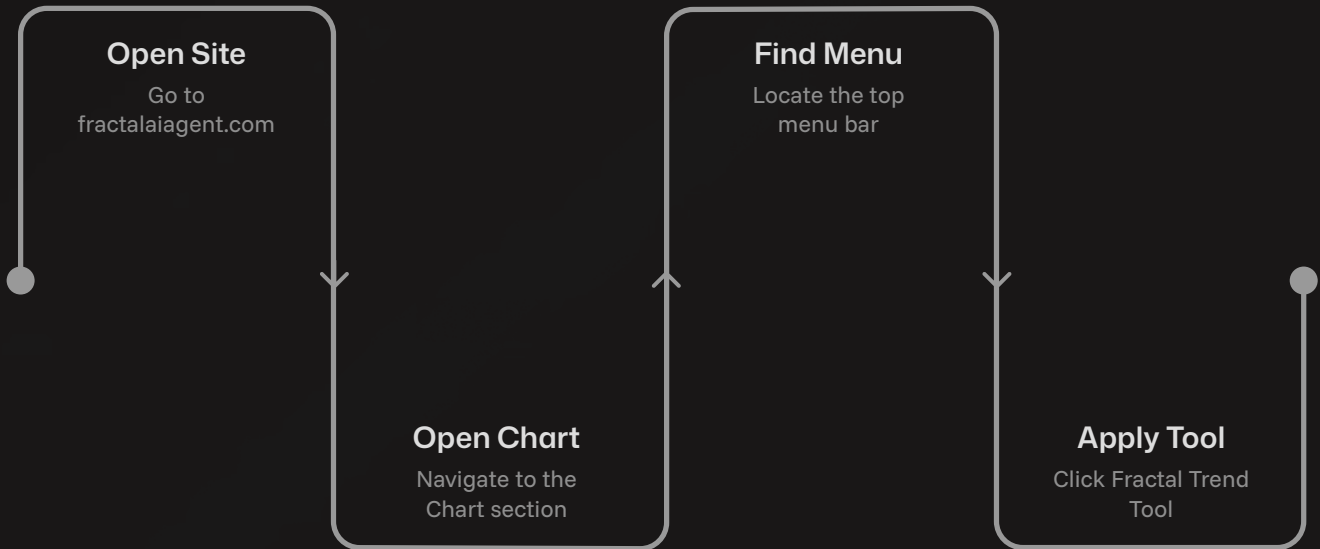 Open Site
Go to
fractalaiagent.com
Open Chart
Navigate to the
Chart section
Find Menu
Locate the top
menu bar
Apply Tool
Click Fractal Trend
Tool